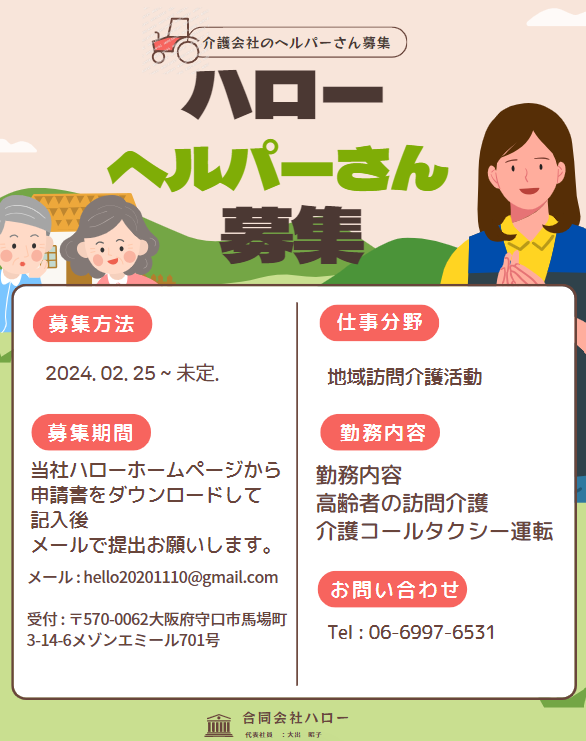 介護会社のヘルパーさん募集
ハロー
ヘルパーさん
募集
募集方法
2024. 02. 25 ~ 未定.
募集期間
当社ハローホームページから
申請書をダウンロードして
記入後
メールで提出お願いします。
メール : hello20201110@gmail.com
受付 : 〒570-0062大阪府守口市馬場町
3-14-6メゾンエミール701号
仕事分野
地域訪問介護活動
勤務内容
勤務内容
高齢者の訪問介護
介護コールタクシー運転
お問い合わせ
Tel : 06-6997-6531
合同会社ハロー
代表社員 : 大出 昭子